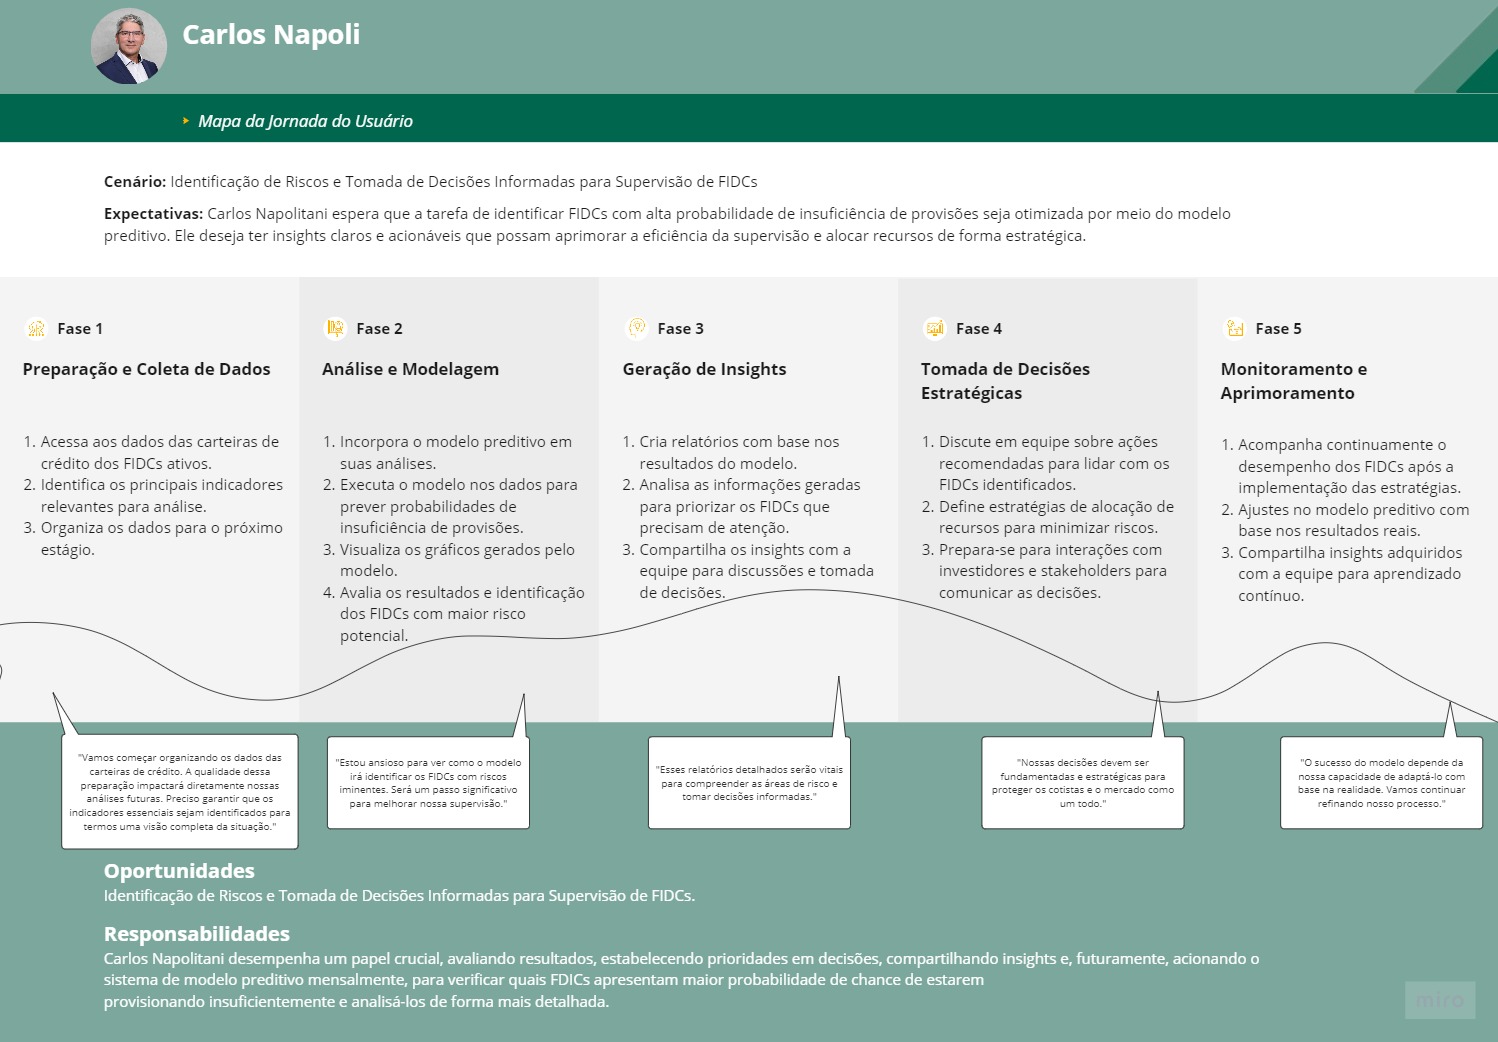 Carlos Napoli
Mapa da Jornada do Usuário
Cenário: Identificação de Riscos e Tomada de Decisões Informadas para Supervisão de FIDCs
Expectativas: Carlos Napolitani espera que a tarefa de identificar FIDCs com alta probabilidade de insuficiência de provisões seja otimizada por meio do modelo
preditivo. Ele deseja ter insights claros e acionáveis que possam aprimorar a eficiência da supervisão e alocar recursos de forma estratégica.
Fase 1
Preparação e Coleta de Dados
1. Acessa aos dados das carteiras de
crédito dos FIDCs ativos.
2. Identifica os principais indicadores
relevantes para análise.
3. Organiza os dados para o próximo
estágio.
Fase 2
Análise e Modelagem
1. Incorpora o modelo preditivo em
suas análises.
2. Executa o modelo nos dados para
prever probabilidades de
insuficiência de provisões.
3. Visualiza os gráficos gerados pelo
modelo.
4. Avalia os resultados e identificação
dos FIDCs com maior risco
potencial.
Fase 3
Geração de Insights
1. Cria relatórios com base nos
resultados do modelo.
2. Analisa as informações geradas
para priorizar os FIDCs que
precisam de atenção.
3. Compartilha os insights com a
equipe para discussões e tomada
de decisões.
Fase 4
Tomada de Decisões
Estratégicas
1. Discute em equipe sobre ações
recomendadas para lidar com os
FIDCs identificados.
2. Define estratégias de alocação de
recursos para minimizar riscos.
3. Prepara-se para interações com
investidores e stakeholders para
comunicar as decisões.
Fase 5
Monitoramento e
Aprimoramento
1. Acompanha continuamente o
desempenho dos FIDCs após a
implementação das estratégias.
2. Ajustes no modelo preditivo com
base nos resultados reais.
3. Compartilha insights adquiridos
com a equipe para aprendizado
contínuo.
"Vamos começar organizando os dados das
carteiras de crédito. A qualidade dessa
preparação impactará diretamente nossas
análises futuras. Preciso garantir que os
indicadores essenciais sejam identificados para
termos uma visão completa da situação."
"Estou ansioso para ver como o modelo
irá identificar os FIDCs com riscos
iminentes. Será um passo significativo
para melhorar nossa supervisão."
"Esses relatórios detalhados serão vitais
para compreender as áreas de risco e
tomar decisões informadas."
"Nossas decisões devem ser
fundamentadas e estratégicas para
proteger os cotistas e o mercado como
um todo."
"O sucesso do modelo depende da
nossa capacidade de adaptá-lo com
base na realidade. Vamos continuar
refinando nosso processo."
Oportunidades
Identificação de Riscos e Tomada de Decisões Informadas para Supervisão de FIDCs.
Responsabilidades
Carlos Napolitani desempenha um papel crucial, avaliando resultados, estabelecendo prioridades em decisões, compartilhando insights e, futuramente, acionando o
sistema de modelo preditivo mensalmente, para verificar quais FDICs apresentam maior probabilidade de chance de estarem
provisionando insuficientemente e analisá-los de forma mais detalhada.
miro